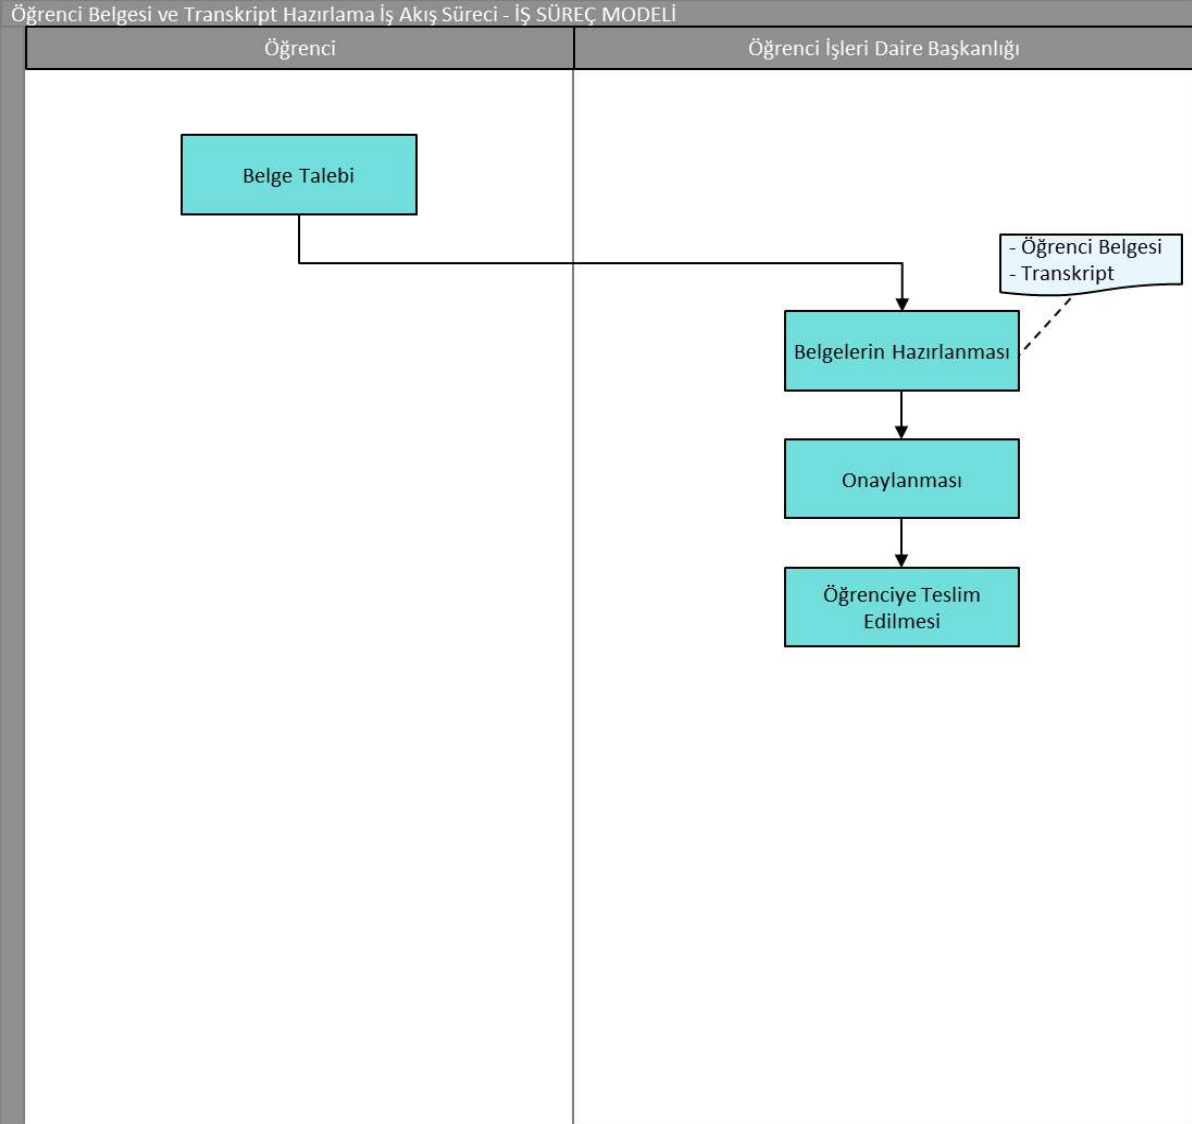 Öğrenci Belgesi ve Transkript Hazırlama İş Akış Süreci - İŞ SÜREÇ MODELİ
Öğrenci
Öğrenci İşleri Daire Başkanlığı
Belge Talebi
- Öğrenci Belgesi
- Transkript
Belgelerin Hazırlanması
Onaylanması
Öğrenciye Teslim
Edilmesi